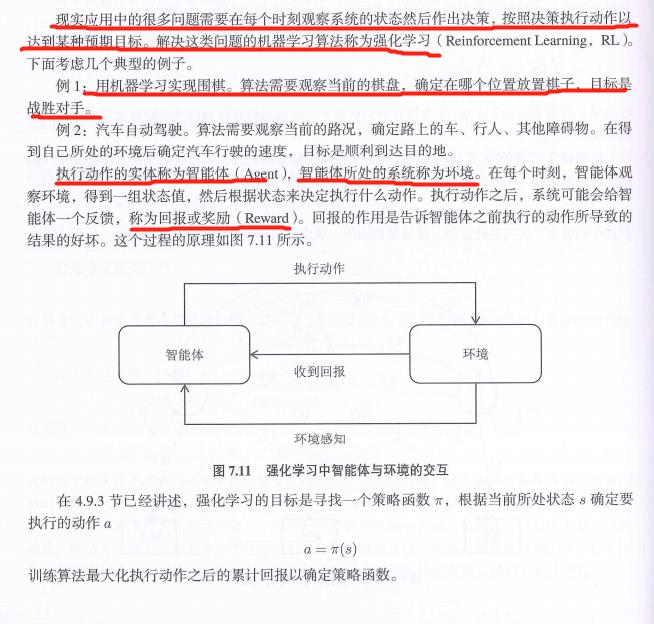 现实应用中的很多问题需要在每个时刻观察系统的状态然后作出决策，按照决策执行动作以
达到某种预期目标。解决这类问题的机器学习算法称为强化学习（Reinforcement Learning，RL）。
下面考虑几个典型的例子。
例 1：用机器学习实现围棋。算法需要观察当前的棋盘，确定在哪个位置放置棋子，目标是
战胜对手。
例 2：汽车自动驾驶。算法需要观察当前的路况，确定路上的车、行人、其他障碍物。在得
到自己所处的环境后确定汽车行驶的速度，目标是顺利到达目的地。
执行动作的实体称为智能体（Agent），智能体所处的系统称为环境。在每个时刻，智能体观
察环境，得到一组状态值，然后根据状态来决定执行什么动作。执行动作之后，系统可能会给智
能体一个反馈，称为回报或奖励（Reward）。回报的作用是告诉智能体之前执行的动作所导致的
结果的好坏。这个过程的原理如图 7.11 所示。
执行动作
智能体
环境
收到回报
环境感知
图 7.11 强化学习中智能体与环境的交互
在 4.9.3 节已经讲述，强化学习的目标是寻找一个策略函数 π，根据当前所处状态 s 确定要
执行的动作 a
a = π(s)
训练算法最大化执行动作之后的累计回报以确定策略函数。